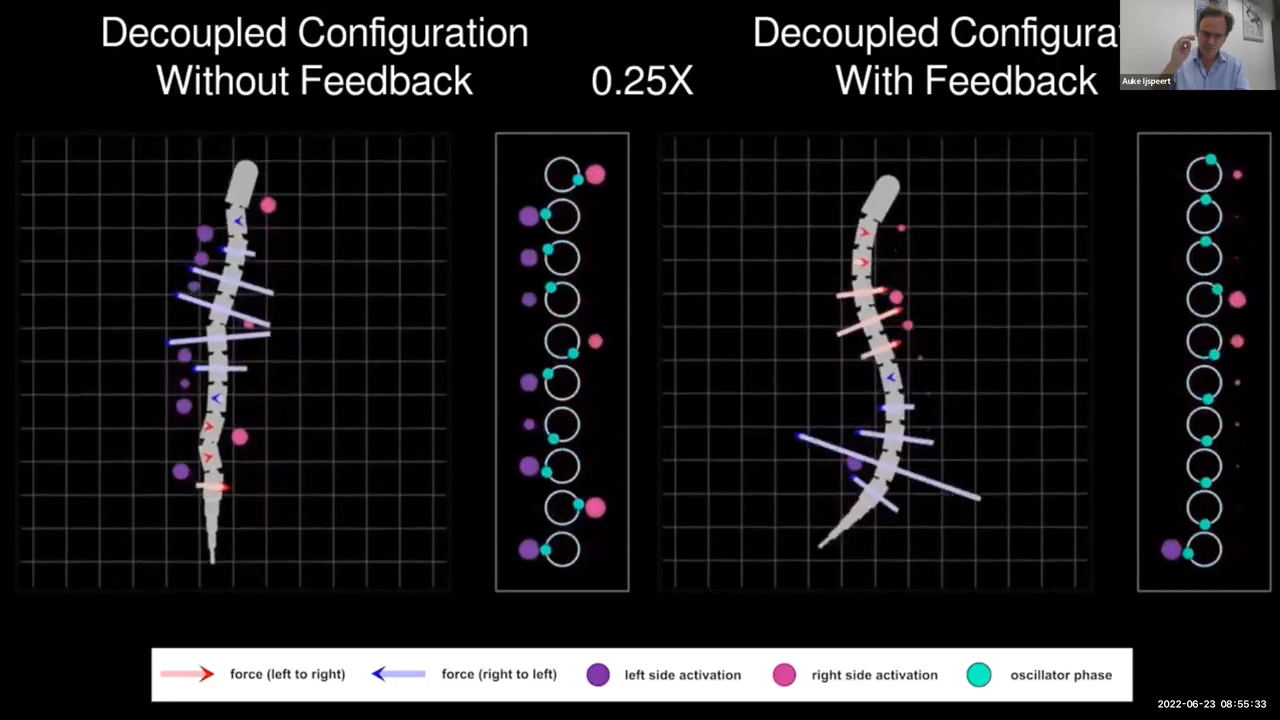 Decoupled Configuration
Without Feedback
0.25X
Decoupled Configurat
With Feedback
Auke Ijspeert
force (left to right)
force (right to left)
left side activation
right side activation
oscillator phase
2022-06-23 08:55:33